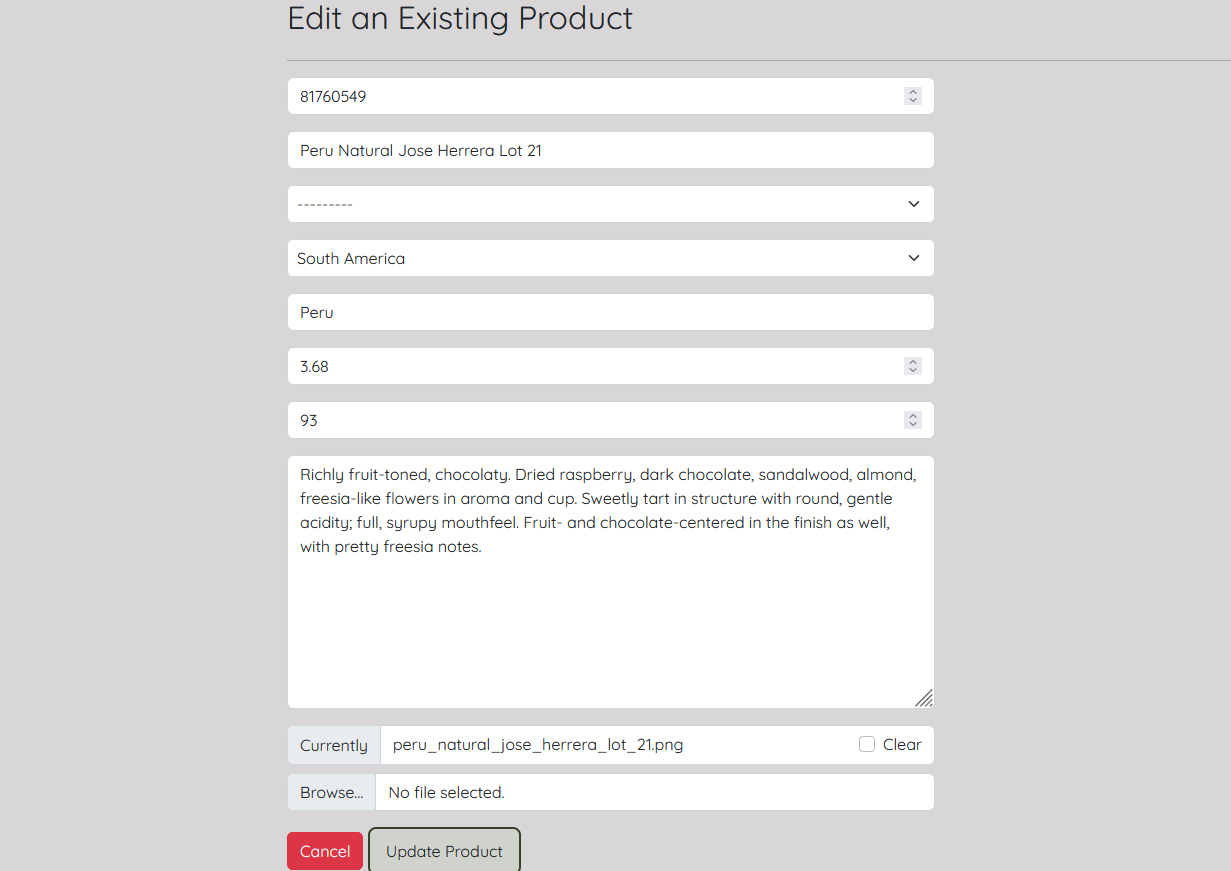 Edit an Existing Product
81760549
Peru Natural Jose Herrera Lot 21
---------
South America
Peru
3.68
93
Richly fruit-toned, chocolaty. Dried raspberry, dark chocolate, sandalwood, almond,
freesia-like flowers in aroma and cup. Sweetly tart in structure with round, gentle
acidity; full, syrupy mouthfeel. Fruit- and chocolate-centered in the finish as well,
with pretty freesia notes.
Currently peru_natural_jose_herrera_lot_21.png Clear
Browse... No file selected.
Cancel Update Product